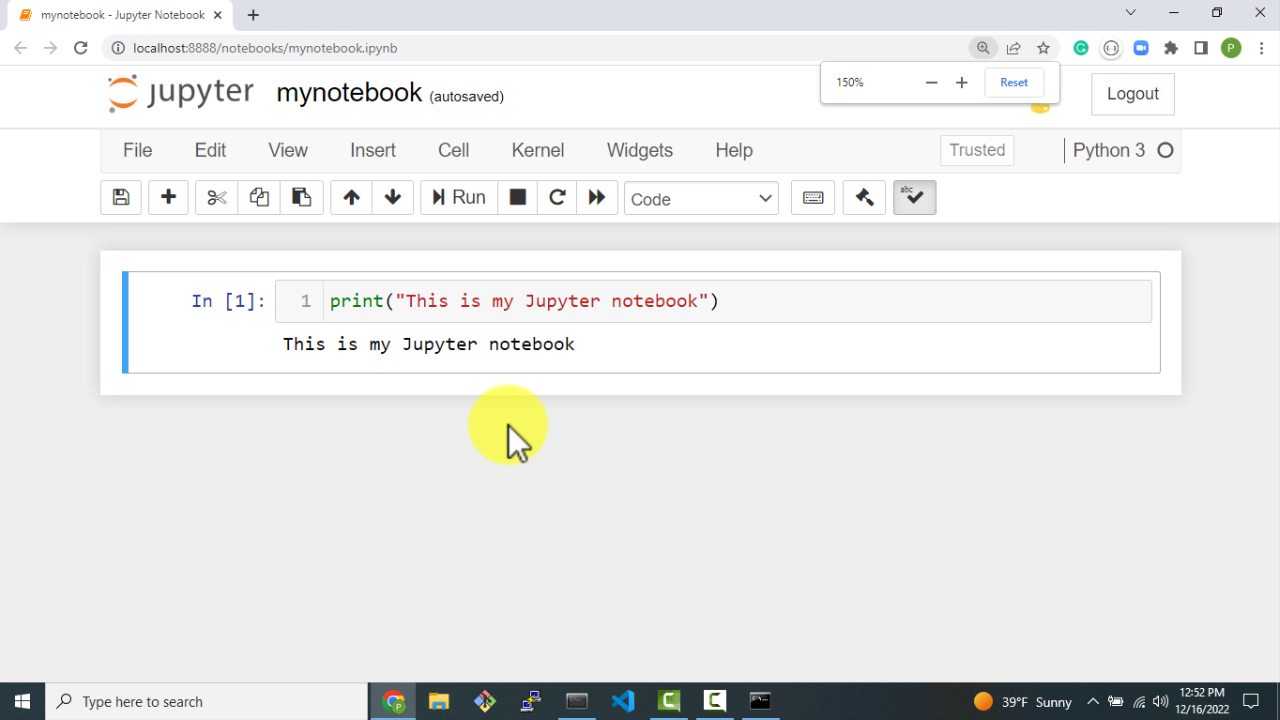 mynotebook - Jupyter Notebook
localhost:8888/notebooks/mynotebook.ipynb
150% Reset
jupyter mynotebook (autosaved) Logout
File Edit View Insert Cell Kernel Widgets Help Trusted Python 3
Run Code abc
In [1]: 1 print("This is my Jupyter notebook")
This is my Jupyter notebook
Type here to search 39°F Sunny 12:52 PM
12/16/2022
P